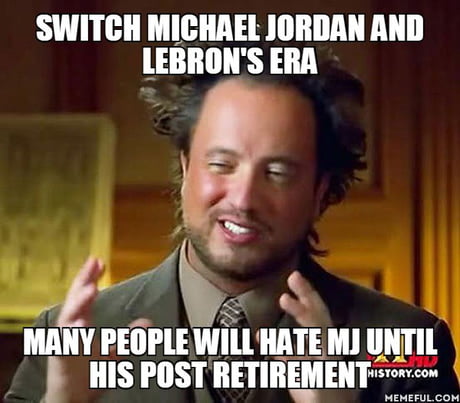 SWITCH MICHAEL JORDAN AND
LEBRON'S ERA
MANY PEOPLE WILL HATE MJ UNTIL
HIS POST RETIREMENT
HD
HISTORY.COM
MEMEFUL.COM